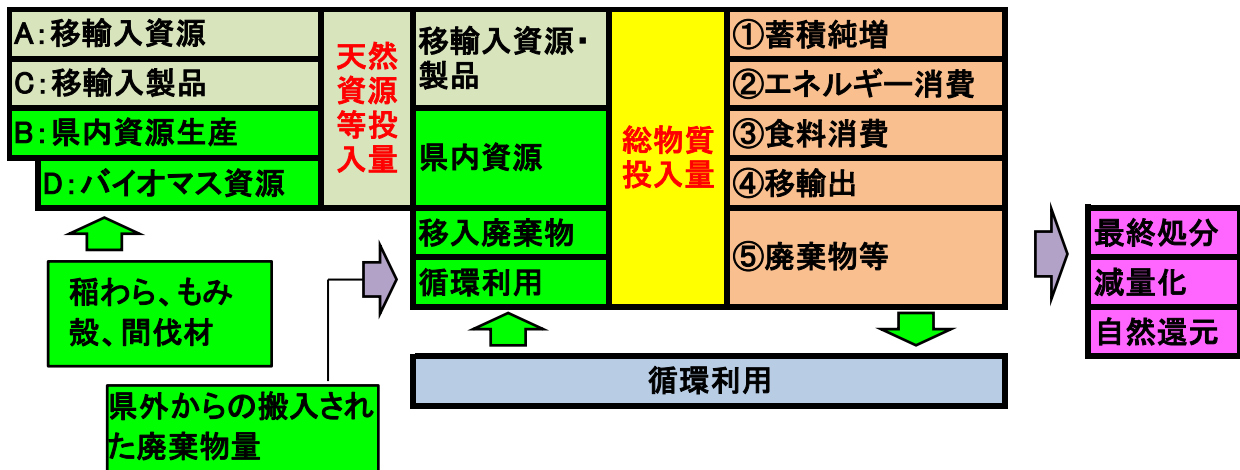 A:移輸入資源
C:移輸入製品
B:県内資源生産
D:バイオマス資源
天然
資源
等投
入量
移輸入資源・
製品
県内資源
移入廃棄物
循環利用
総物質
投入量
①蓄積純増
②エネルギー消費
③食料消費
④移輸出
⑤廃棄物等
最終処分
減量化
自然還元
稲わら、もみ
殻、間伐材
県外からの搬入され
た廃棄物量
循環利用